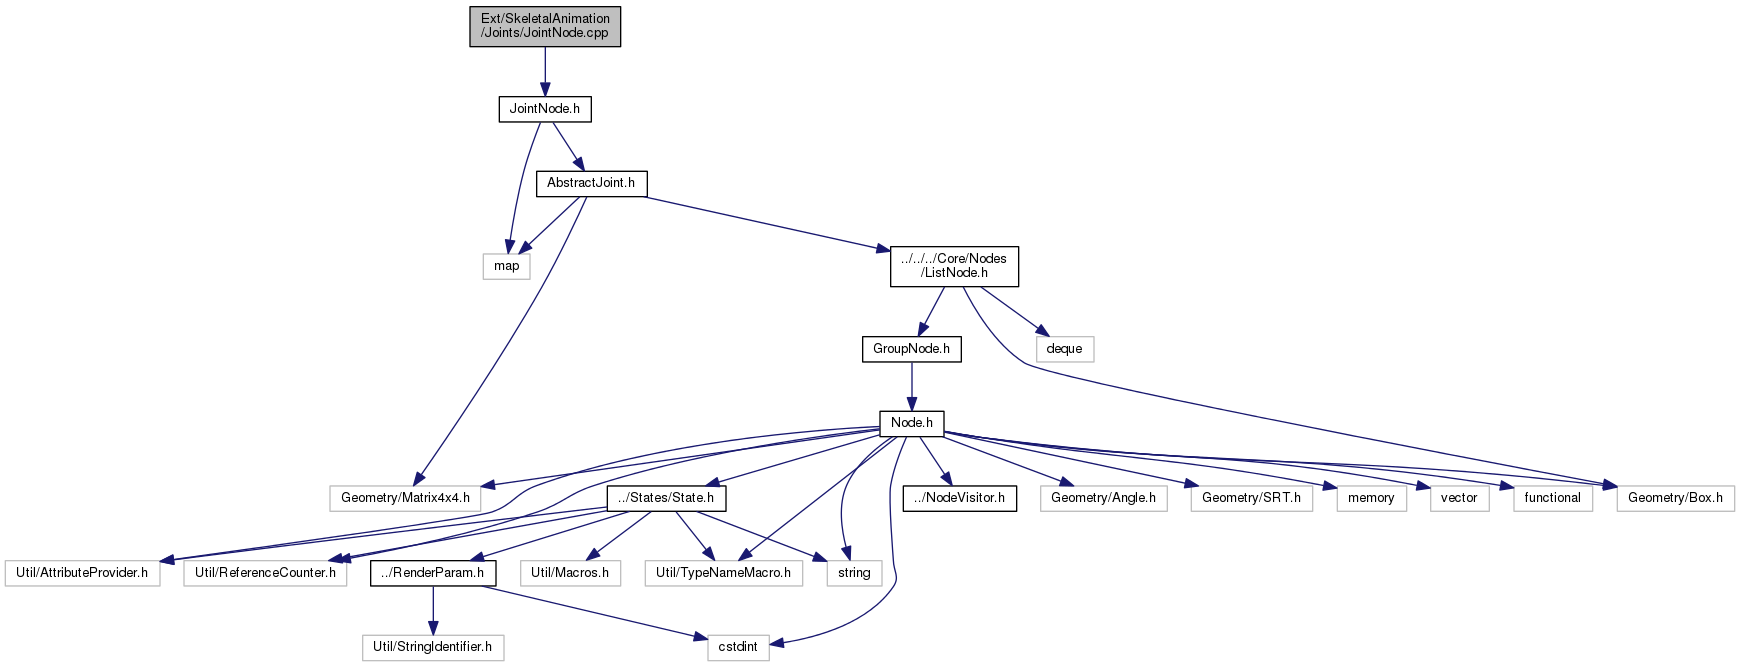 Ext/SkeletalAnimation
/Joints/JointNode.cpp
JointNode.h
AbstractJoint.h
map
../../../Core/Nodes
/ListNode.h
GroupNode.h
deque
Node.h
Geometry/Matrix4x4.h
../States/State.h
../NodeVisitor.h
Geometry/Angle.h
Geometry/SRT.h
memory
vector
functional
Geometry/Box.h
Util/AttributeProvider.h
Util/ReferenceCounter.h
../RenderParam.h
Util/Macros.h
Util/TypeNameMacro.h
string
Util/StringIdentifier.h
cstdint